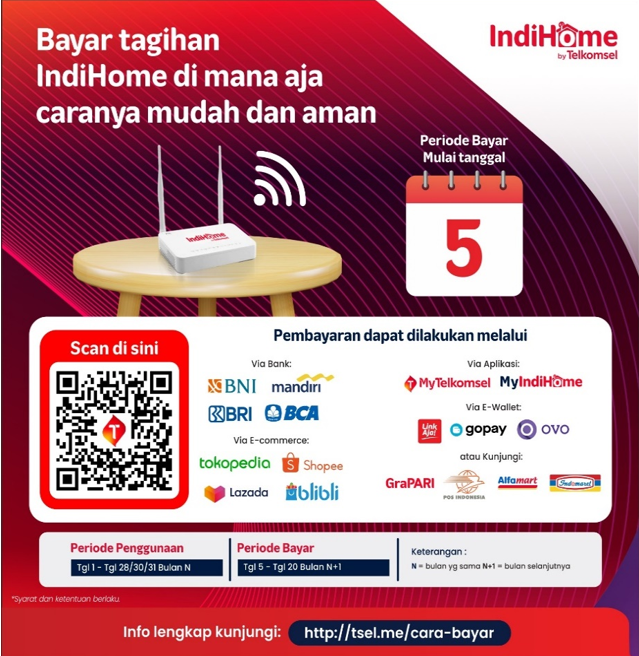 Bayar tagihan
IndiHome di mana aja
caranya mudah dan aman
IndiHome
by Telkomsel
Periode Bayar
Mulai tanggal
5
IndiHome
Scan di sini
Pembayaran dapat dilakukan melalui
Via Bank:
BNI mandiri
BRI BCA
Via E-commerce:
tokopedia Shopee
Lazada blibli
Via Aplikasi:
MyTelkomsel MyIndiHome
Via E-Wallet:
LinkAja! gopay OVO
atau Kunjungi:
GraPARI POS INDONESIA Alfamart Indomaret
Periode Penggunaan
Tgl 1 - Tgl 28/30/31 Bulan N
Periode Bayar
Tgl 5 - Tgl 20 Bulan N+1
Keterangan :
N = bulan yg sama N+1 = bulan selanjutnya
*Syarat dan ketentuan berlaku.
Info lengkap kunjungi: http://tsel.me/cara-bayar